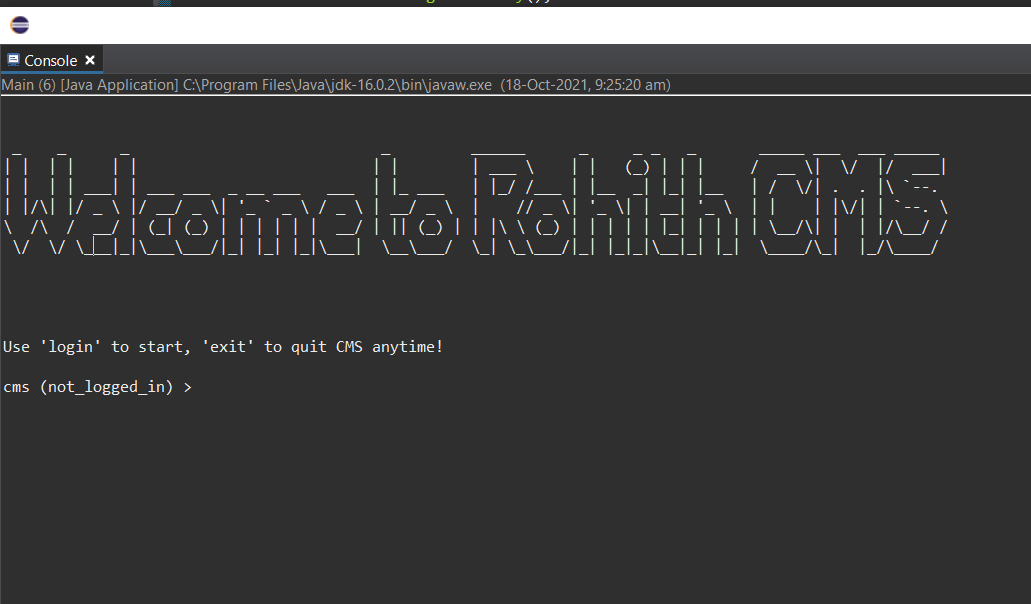 Console
Main (6) [Java Application] C:\Program Files\Java\jdk-16.0.2\bin\javaw.exe (18-Oct-2021, 9:25:20 am)
Welcome to Rohith CMS
Use 'login' to start, 'exit' to quit CMS anytime!
cms (not_logged_in) >